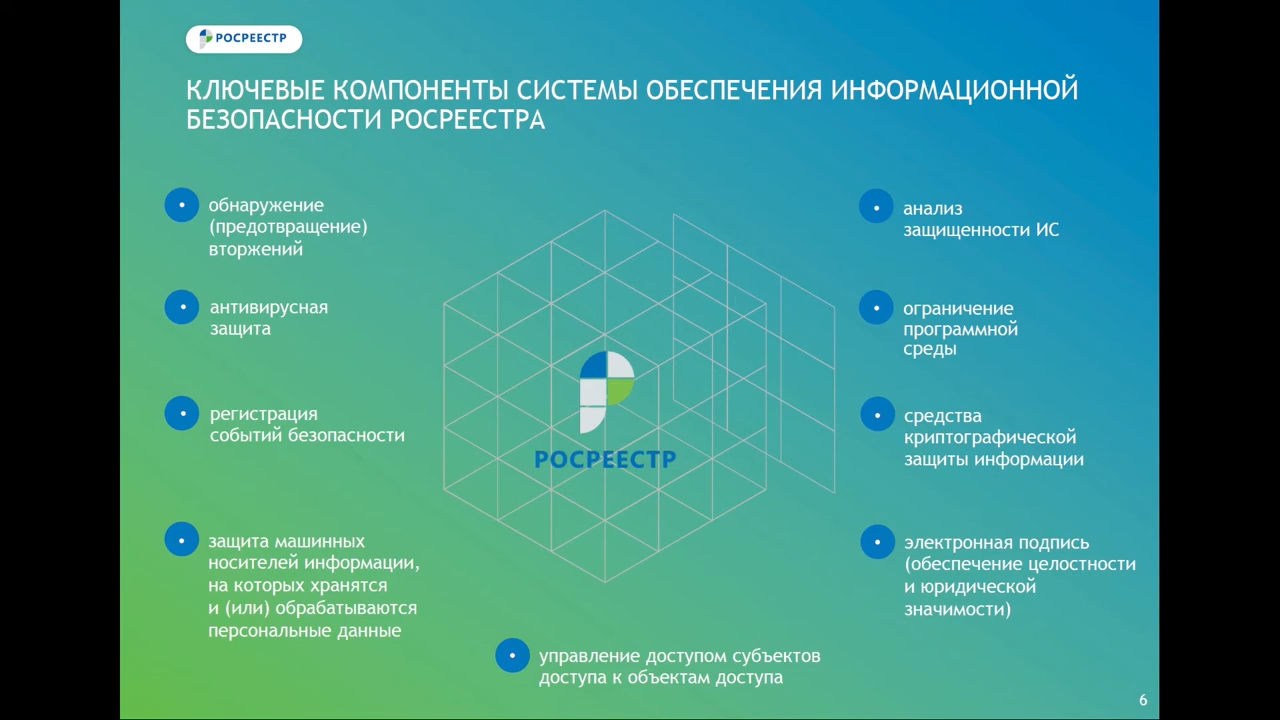 РОСРЕЕСТР
КЛЮЧЕВЫЕ КОМПОНЕНТЫ СИСТЕМЫ ОБЕСПЕЧЕНИЯ ИНФОРМАЦИОННОЙ
БЕЗОПАСНОСТИ РОСРЕЕСТРА
обнаружение
(предотвращение)
вторжений
антивирусная
защита
регистрация
событий безопасности
защита машинных
носителей информации,
на которых хранятся
и (или) обрабатываются
персональные данные
РОСРЕЕСТР
анализ
защищенности ИС
ограничение
программной
среды
средства
криптографической
защиты информации
электронная подпись
(обеспечение целостности
и юридической
значимости)
управление доступом субъектов
доступа к объектам доступа
6